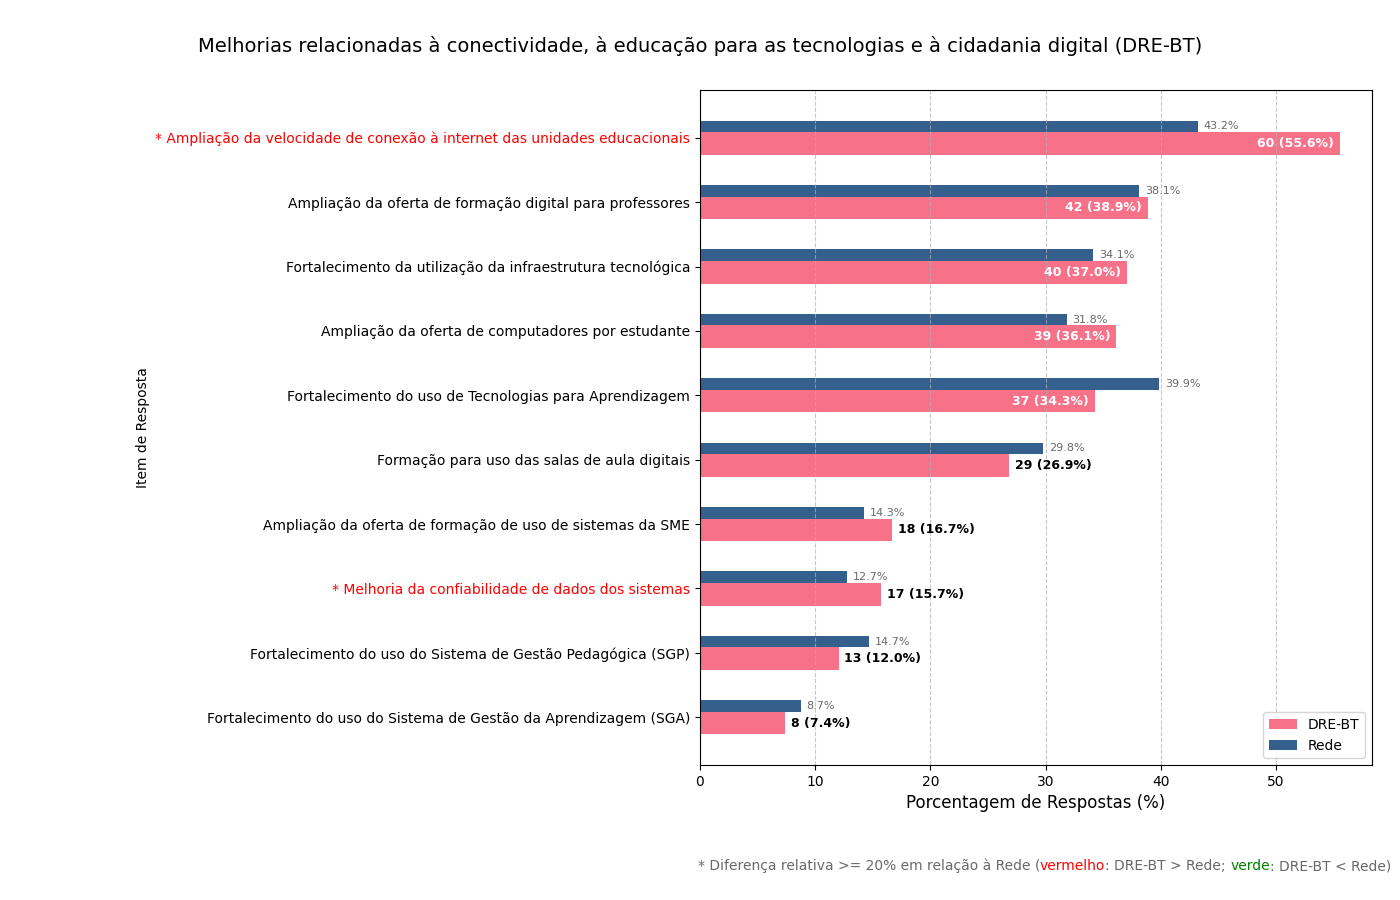 Melhorias relacionadas à conectividade, à educação para as tecnologias e à cidadania digital (DRE-BT)
Item de Resposta
* Ampliação da velocidade de conexão à internet das unidades educacionais
43.2%
60 (55.6%)
Ampliação da oferta de formação digital para professores
38.1%
42 (38.9%)
Fortalecimento da utilização da infraestrutura tecnológica
34.1%
40 (37.0%)
Ampliação da oferta de computadores por estudante
31.8%
39 (36.1%)
Fortalecimento do uso de Tecnologias para Aprendizagem
39.9%
37 (34.3%)
Formação para uso das salas de aula digitais
29.8%
29 (26.9%)
Ampliação da oferta de formação de uso de sistemas da SME
14.3%
18 (16.7%)
* Melhoria da confiabilidade de dados dos sistemas
12.7%
17 (15.7%)
Fortalecimento do uso do Sistema de Gestão Pedagógica (SGP)
14.7%
13 (12.0%)
Fortalecimento do uso do Sistema de Gestão da Aprendizagem (SGA)
8.7%
8 (7.4%)
DRE-BT
Rede
0 10 20 30 40 50
Porcentagem de Respostas (%)
* Diferença relativa >= 20% em relação à Rede (vermelho: DRE-BT > Rede; verde: DRE-BT < Rede)